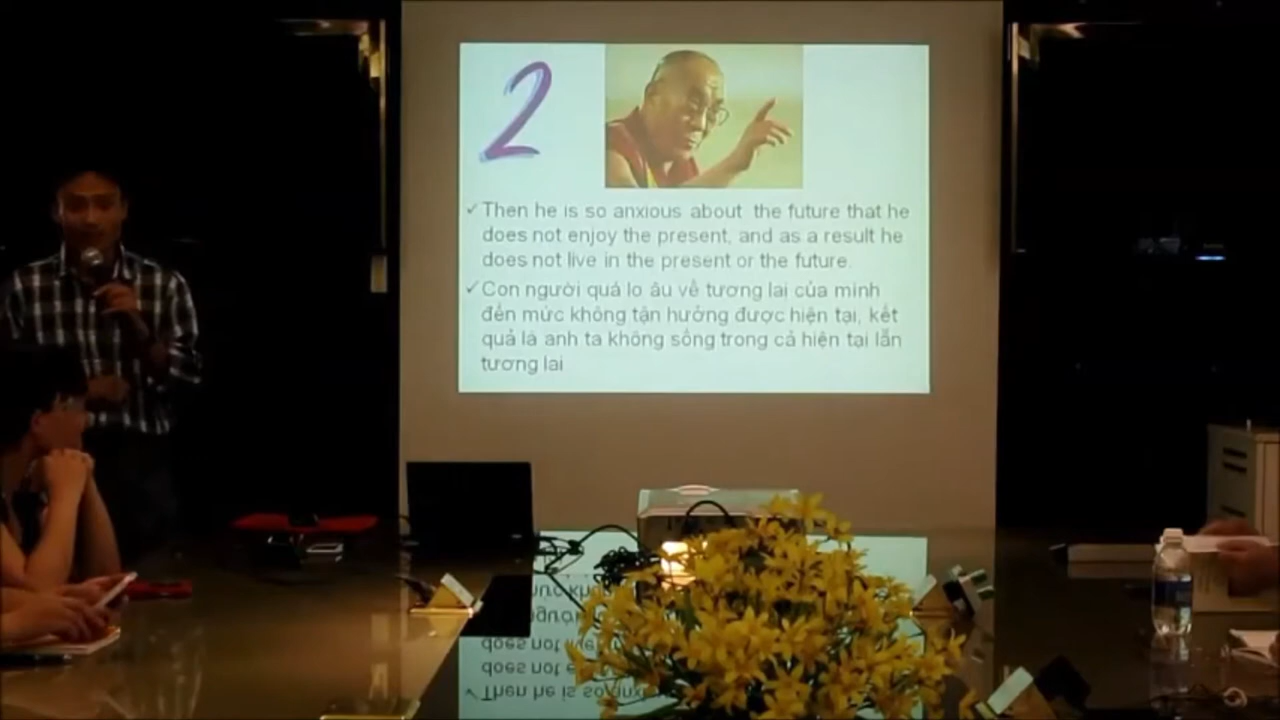 2
✓ Then he is so anxious about the future that he
does not enjoy the present, and as a result he
does not live in the present or the future.
✓ Con người quá lo âu về tương lai của mình
đến mức không tận hưởng được hiện tại, kết
quả là anh ta không sống trong cả hiện tại lẫn
tương lai